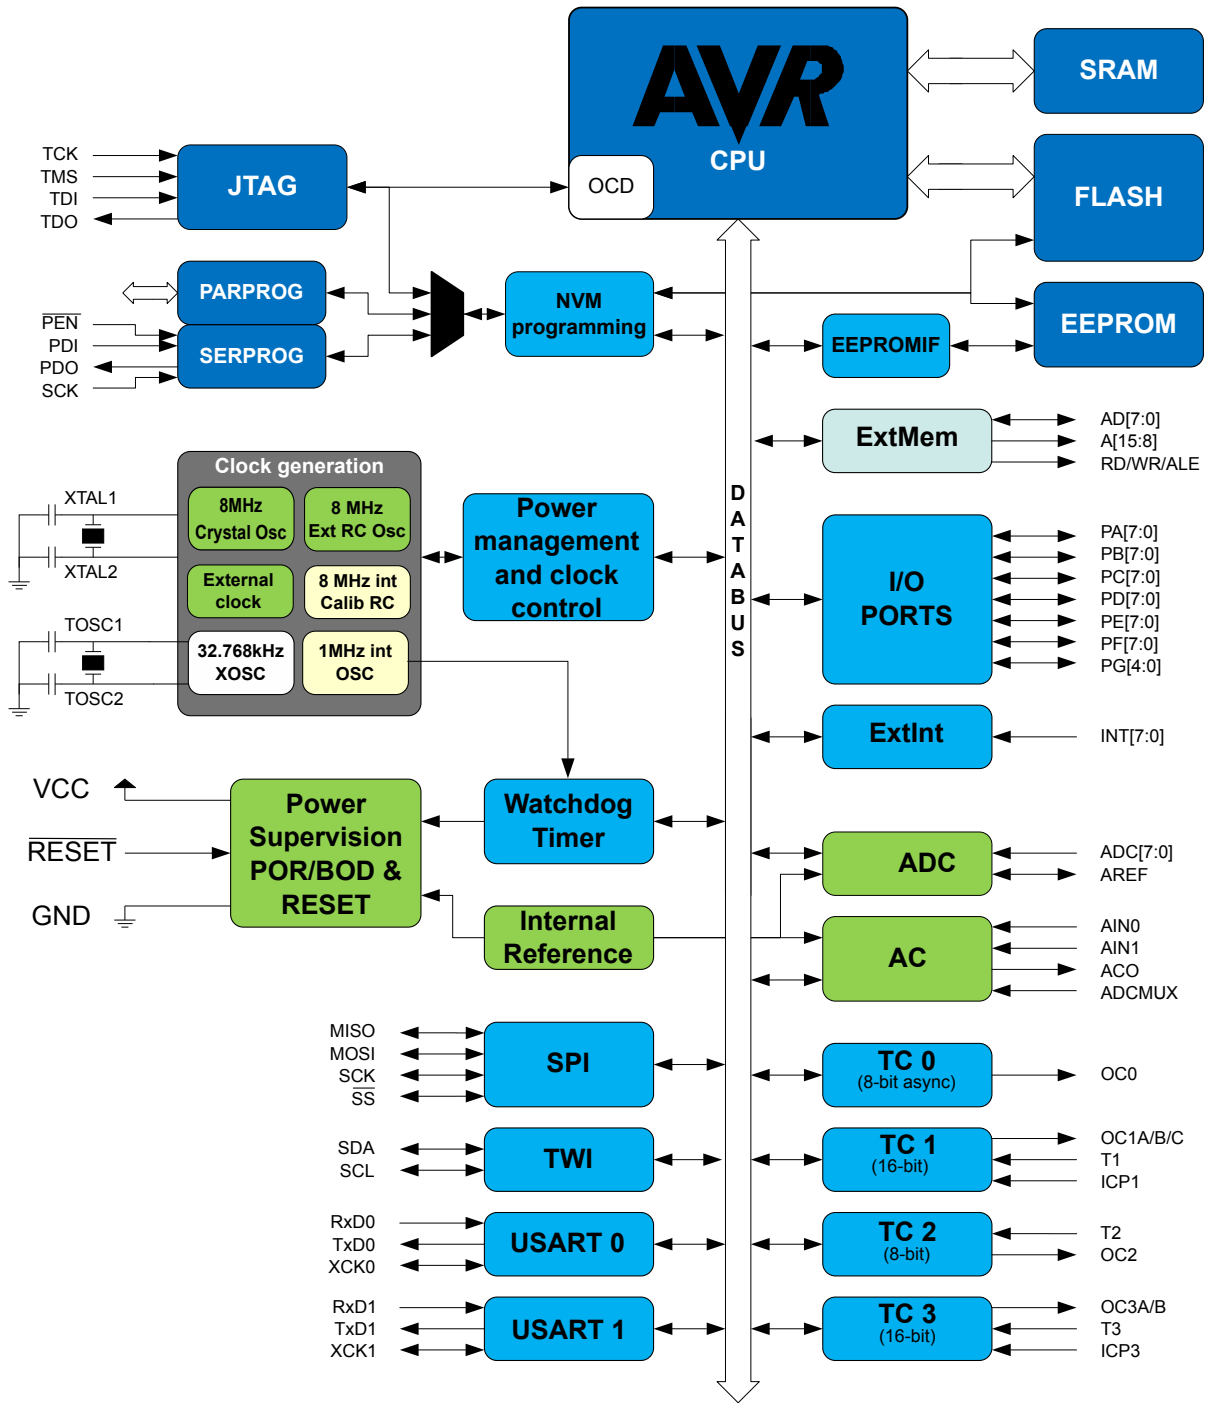 AVR
CPU
OCD
SRAM
FLASH
EEPROM
TCK
TMS
TDI
TDO
JTAG
PARPROG
PEN
PDI
PDO
SCK
SERPROG
NVM
programming
EEPROMIF
ExtMem
AD[7:0]
A[15:8]
RD/WR/ALE
Clock generation
8MHz
Crystal Osc
8 MHz
Ext RC Osc
External
clock
8 MHz int
Calib RC
32.768kHz
XOSC
1MHz int
OSC
XTAL1
XTAL2
TOSC1
TOSC2
Power
management
and clock
control
DATABUS
I/O
PORTS
PA[7:0]
PB[7:0]
PC[7:0]
PD[7:0]
PE[7:0]
PF[7:0]
PG[4:0]
ExtInt
INT[7:0]
VCC
RESET
GND
Power
Supervision
POR/BOD &
RESET
Watchdog
Timer
Internal
Reference
ADC
ADC[7:0]
AREF
AC
AIN0
AIN1
ACO
ADCMUX
MISO
MOSI
SCK
SS
SPI
TC 0
(8-bit async)
OC0
SDA
SCL
TWI
TC 1
(16-bit)
OC1A/B/C
T1
ICP1
RxD0
TxD0
XCK0
USART 0
TC 2
(8-bit)
T2
OC2
RxD1
TxD1
XCK1
USART 1
TC 3
(16-bit)
OC3A/B
T3
ICP3